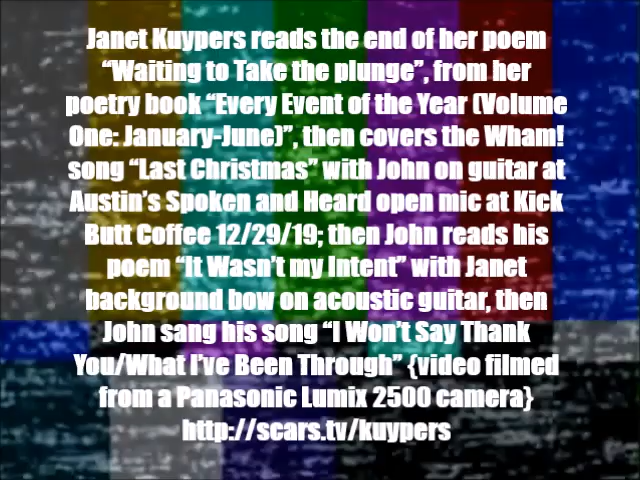 Janet Kuypers reads the end of her poem
“Waiting to Take the plunge”, from her
poetry book “Every Event of the Year (Volume
One: January-June)”, then covers the Wham!
song “Last Christmas” with John on guitar at
Austin’s Spoken and Heard open mic at Kick
Butt Coffee 12/29/19; then John reads his
poem “It Wasn’t my Intent” with Janet
background bow on acoustic guitar, then
John sang his song “I Won’t Say Thank
You/What I’ve Been Through” {video filmed
from a Panasonic Lumix 2500 camera}
http://scars.tv/kuypers